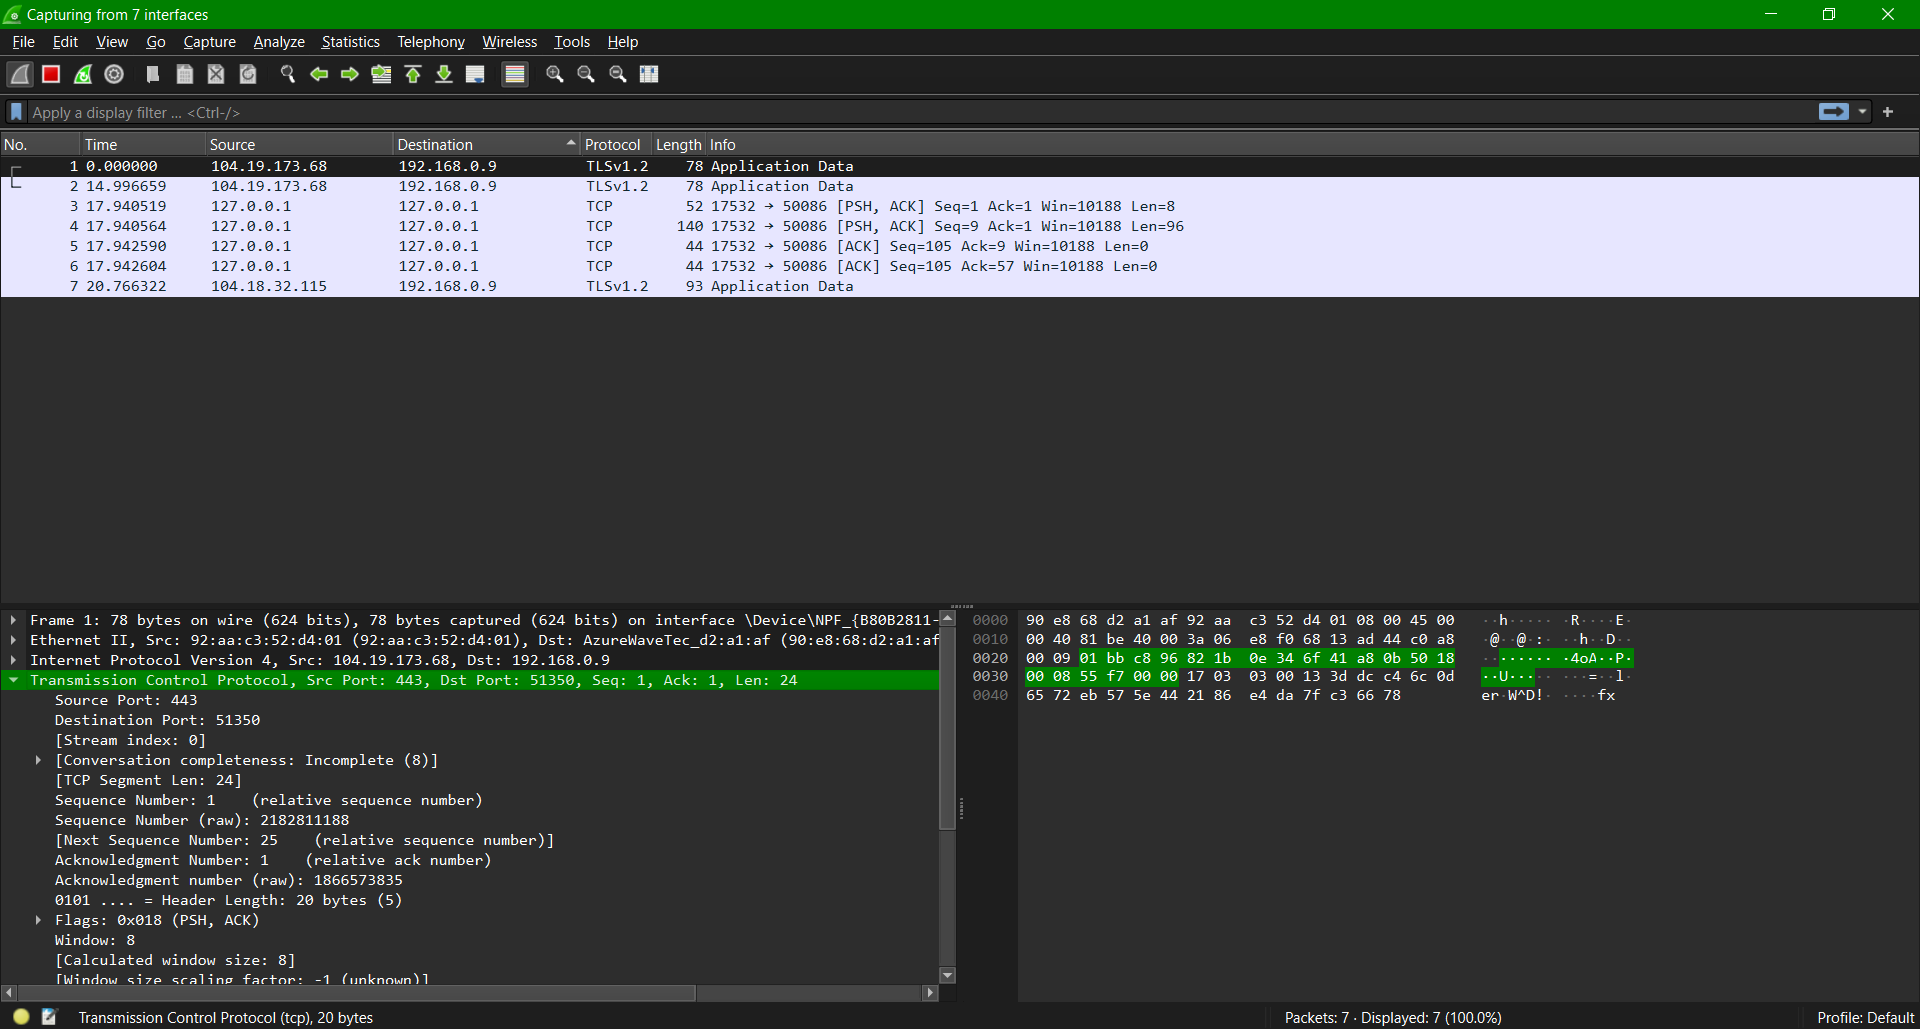 Capturing from 7 interfaces
File Edit View Go Capture Analyze Statistics Telephony Wireless Tools Help
Apply a display filter ... <Ctrl-/>
No. Time Source Destination Protocol Length Info
1 0.000000 104.19.173.68 192.168.0.9 TLSv1.2 78 Application Data
2 14.996659 104.19.173.68 192.168.0.9 TLSv1.2 78 Application Data
3 17.940519 127.0.0.1 127.0.0.1 TCP 52 17532 → 50086 [PSH, ACK] Seq=1 Ack=1 Win=10188 Len=8
4 17.940564 127.0.0.1 127.0.0.1 TCP 140 17532 → 50086 [PSH, ACK] Seq=9 Ack=1 Win=10188 Len=96
5 17.942590 127.0.0.1 127.0.0.1 TCP 44 17532 → 50086 [ACK] Seq=105 Ack=9 Win=10188 Len=0
6 17.942604 127.0.0.1 127.0.0.1 TCP 44 17532 → 50086 [ACK] Seq=105 Ack=57 Win=10188 Len=0
7 20.766322 104.18.32.115 192.168.0.9 TLSv1.2 93 Application Data
Frame 1: 78 bytes on wire (624 bits), 78 bytes captured (624 bits) on interface \Device\NPF_{B80B2811-
Ethernet II, Src: 92:aa:c3:52:d4:01 (92:aa:c3:52:d4:01), Dst: AzureWaveTec_d2:a1:af (90:e8:68:d2:a1:af
Internet Protocol Version 4, Src: 104.19.173.68, Dst: 192.168.0.9
Transmission Control Protocol, Src Port: 443, Dst Port: 51350, Seq: 1, Ack: 1, Len: 24
Source Port: 443
Destination Port: 51350
[Stream index: 0]
[Conversation completeness: Incomplete (8)]
[TCP Segment Len: 24]
Sequence Number: 1    (relative sequence number)
Sequence Number (raw): 2182811188
[Next Sequence Number: 25    (relative sequence number)]
Acknowledgment Number: 1    (relative ack number)
Acknowledgment number (raw): 1866573835
0101 .... = Header Length: 20 bytes (5)
Flags: 0x018 (PSH, ACK)
Window: 8
[Calculated window size: 8]
[Window size scaling factor: -1 (unknown)]
0000 90 e8 68 d2 a1 af 92 aa c3 52 d4 01 08 00 45 00 ··h····· ·R····E·
0010 00 40 81 be 40 00 3a 06 e8 f0 68 13 ad 44 c0 a8 ·@··@·:· ··h··D··
0020 00 09 01 bb c8 96 82 1b 0e 34 6f 41 a8 0b 50 18 ········ ·4oA··P·
0030 00 08 55 f7 00 00 17 03 03 00 13 3d dc c4 6c 0d ··U····· ···=··l·
0040 65 72 eb 57 5e 44 21 86 e4 da 7f c3 66 78 er·W^D!· ····fx
Transmission Control Protocol (tcp), 20 bytes
Packets: 7 · Displayed: 7 (100.0%)
Profile: Default